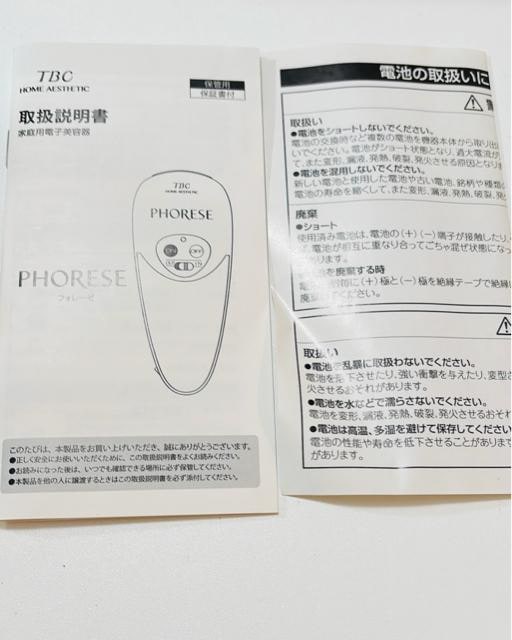 TBC
HOME AESTHETIC
保管用
保証書付
取扱説明書
家庭用電子美容器
TBC
HOME AESTHETIC
PHORESE
ON
OFF
PHORESE
フォレーゼ
このたびは、本製品をお買い上げいただき、誠にありがとうございます。
●正しく安全にお使いいただくために、この取扱説明書をよくお読みください。
●お読みになった後は、いつでも確認できる場所に必ず保管してください。
●本製品を他の人に譲渡するときはこの取扱説明書を必ず添付してください。
電池の取扱いに
取扱い
●電池をショートしないでください。
電池の交換時など複数の電池を機器本体から取り出
いでください。電池がショート状態となり、過大電流が
て、また変形、漏液、発熱、破裂、発火させる原因となりま
●電池を混用しないでください。
新しい電池と使用した電池や古い電池、銘柄や種類
電池の寿命を縮くして、また変形、漏液、発熱、破裂、発
廃棄
●ショート
使用済み電池は、電池の(+)(−)端子が接触したり、
電池が相互に重なり合ってごちゃ混ぜ状態になっ
があります。
を廃棄する時
に(+)極と(−)極を絶縁テープで絶縁
廃棄してください。
取扱い
●電池を乱暴に取扱わないでください。
電池を落下させたり、強い衝撃を与えたり、変型さ
火させるおそれがあります。
●電池を水などで濡らさないでください。
電池を変形、漏液、発熱、破裂、発火させるおそれ
●電池は高温、多湿を避けて保存してください
電池の性能や寿命を低下させることがあります
があります。